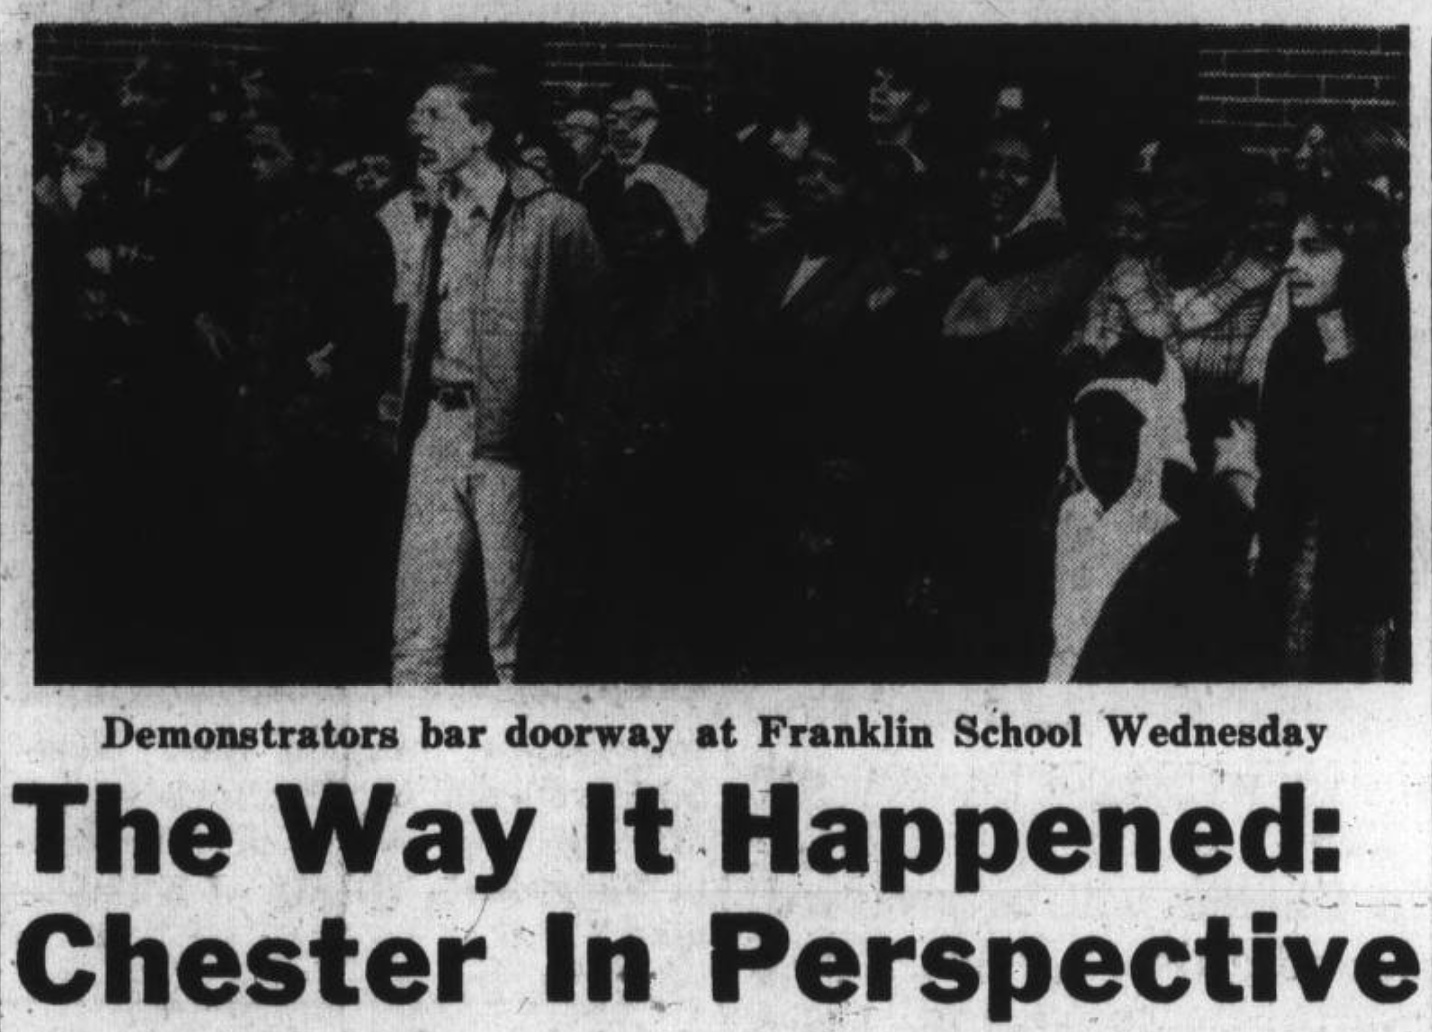 Demonstrators bar doorway at Franklin School Wednesday
The Way It Happened:
Chester In Perspective